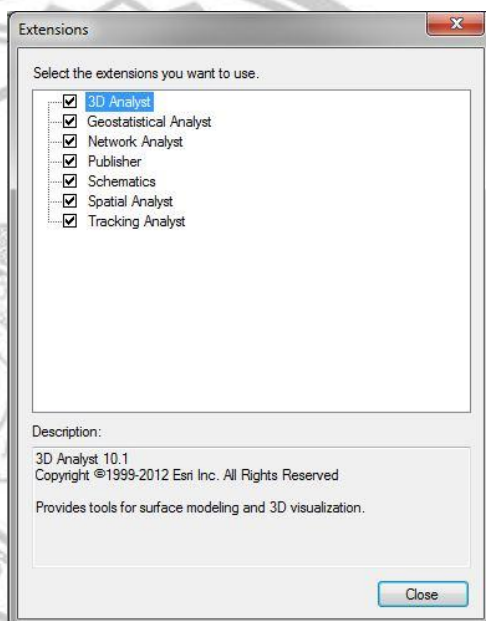 Extensions
Select the extensions you want to use.
3D Analyst
Geostatistical Analyst
Network Analyst
Publisher
Schematics
Spatial Analyst
Tracking Analyst
Description:
3D Analyst 10.1
Copyright ©1999-2012 Esri Inc. All Rights Reserved
Provides tools for surface modeling and 3D visualization.
Close